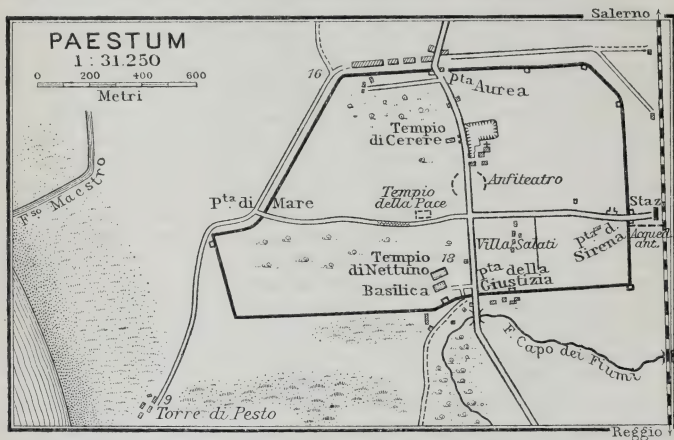 Salerno
PAESTUM
1 : 31.250
0 200 400 600
Metri
16
Pta Aurea
Tempio
di Cerere
Fso Maestro
Anfiteatro
Pta di Mare
Tempio
della Pace
Staz.
Acqued.
ant.
Pta d.
Sirena
Villa Salati
18
Tempio
di Nettuno
Basilica
Pta della
Giustizia
F. Capo dei Fiumi
9
Torre di Pesto
Reggio